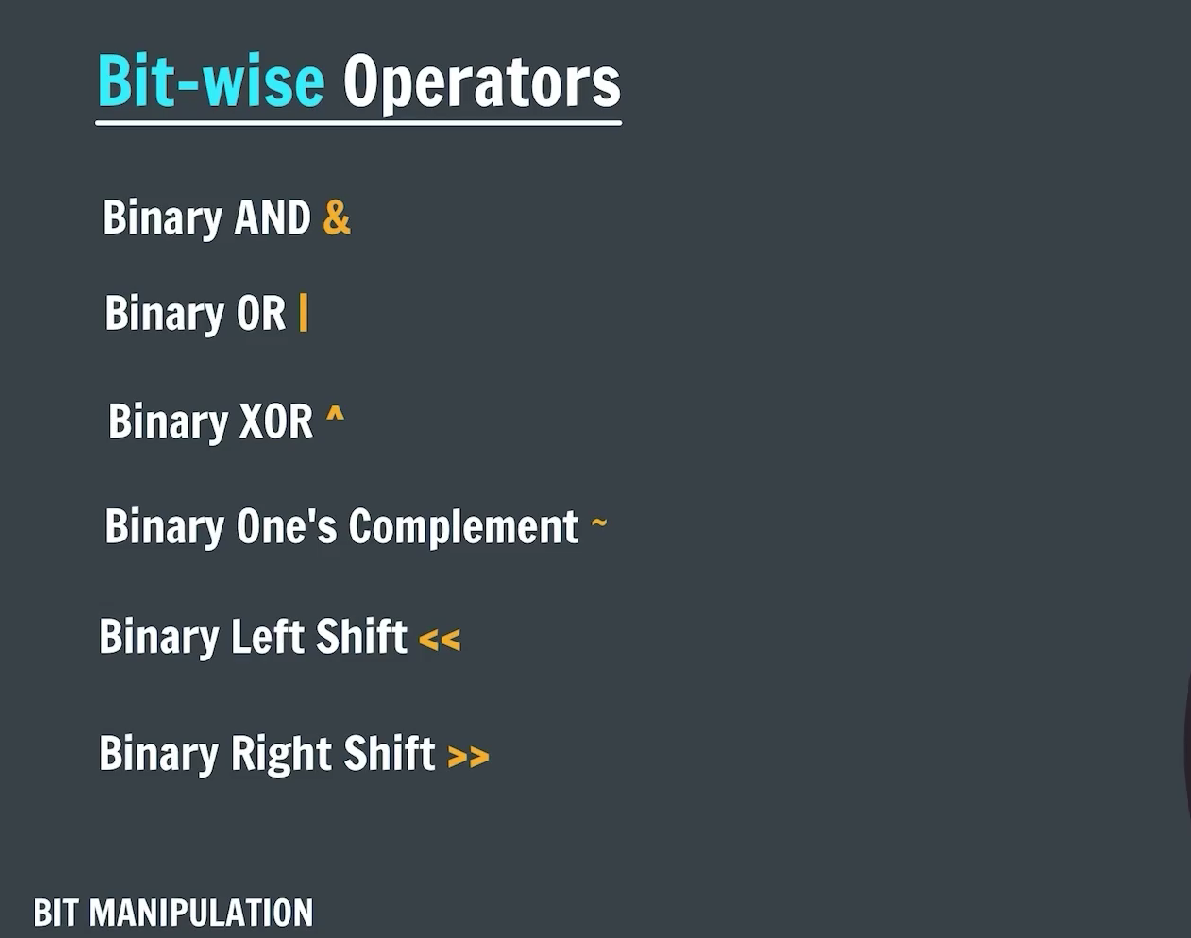 Bit-wise Operators
Binary AND &
Binary OR |
Binary XOR ^
Binary One's Complement ~
Binary Left Shift <<
Binary Right Shift >>
BIT MANIPULATION